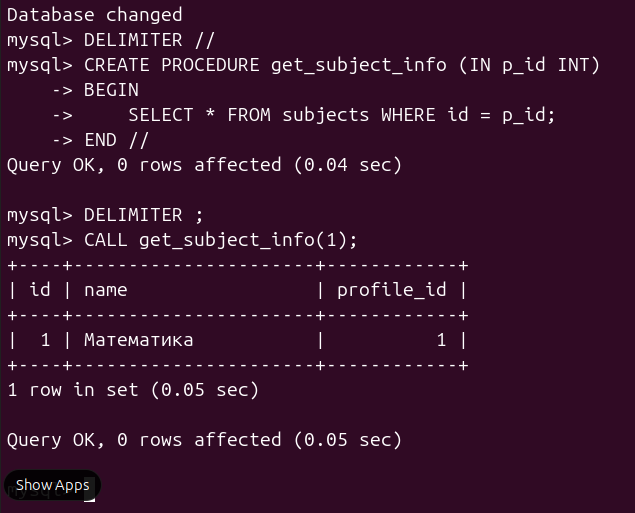 Database changed
mysql> DELIMITER //
mysql> CREATE PROCEDURE get_subject_info (IN p_id INT)
    -> BEGIN
    ->     SELECT * FROM subjects WHERE id = p_id;
    -> END //
Query OK, 0 rows affected (0.04 sec)

mysql> DELIMITER ;
mysql> CALL get_subject_info(1);
+----+----------------------+------------+
| id | name                 | profile_id |
+----+----------------------+------------+
|  1 | Математика           |          1 |
+----+----------------------+------------+
1 row in set (0.05 sec)

Query OK, 0 rows affected (0.05 sec)

Show Apps